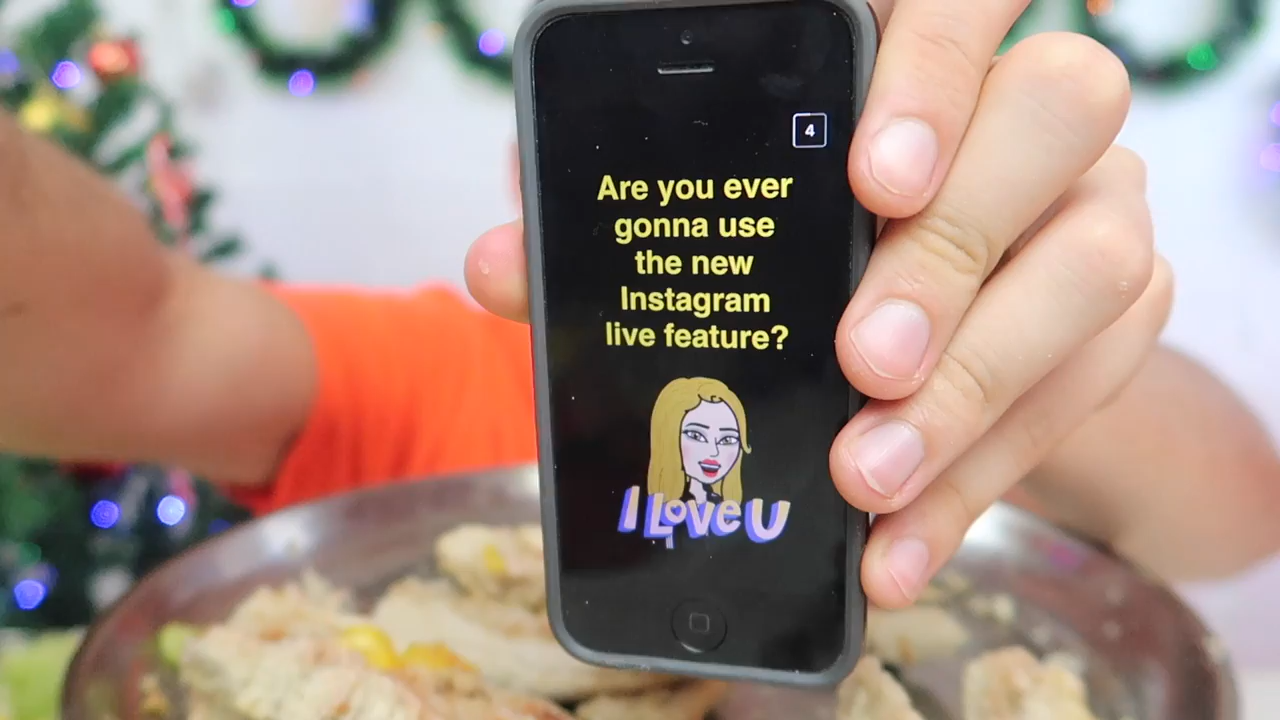 4
Are you ever
gonna use
the new
Instagram
live feature?
I Love U